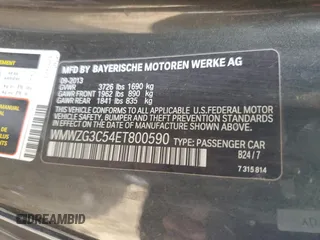 MFD BY BAYERISCHE MOTOREN WERKE AG
09-2013
GVWR 3726 lbs 1690 kg
GAWR FRONT 1962 lbs 890 kg
GAWR REAR 1841 lbs 835 kg
THIS VEHICLE CONFORMS TO ALL APPLICABLE U.S. FEDERAL MOTOR
VEHICLE SAFETY, BUMPER, AND THEFT PREVENTION STANDARDS
IN EFFECT ON THE DATE OF MANUFACTURE SHOWN ABOVE.
WMWZG3C54ET800590 TYPE: PASSENGER CAR
B24 / 7
7 315 814
DREAMBID